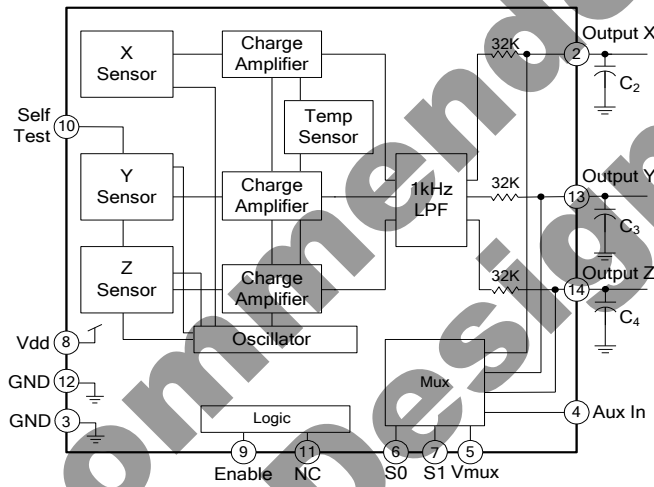 X
Sensor
Charge
Amplifier
32K
2
Output X
C2
Self
Test
10
Temp
Sensor
Y
Sensor
Charge
Amplifier
1kHz
LPF
32K
13
Output Y
C3
Z
Sensor
Charge
Amplifier
32K
14
Output Z
C4
Oscillator
Vdd
8
GND
12
GND
3
Mux
4
Aux In
Logic
9
11
6
7
5
Enable
NC
S0
S1
Vmux
ommend
Design